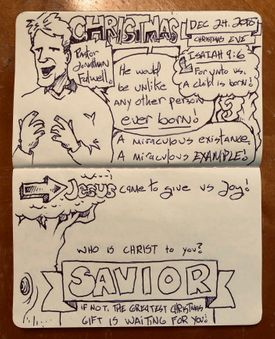 CHRISTMAS!
DEC 24. 2015
CHRISTMAS EVE
Pastor
Jonathan
Falwell
ISAIAH 9:6
For unto us,
A child is born!
He would
be unlike
any other person
ever born!
A miraculous existance,
A miraculous EXAMPLE!
Jesus came to give us Joy!
WHO IS CHRIST to you?
SAVIOR
IF NOT, THE GREATEST CHRISTMAS
GIFT IS WAITING FOR YOU!